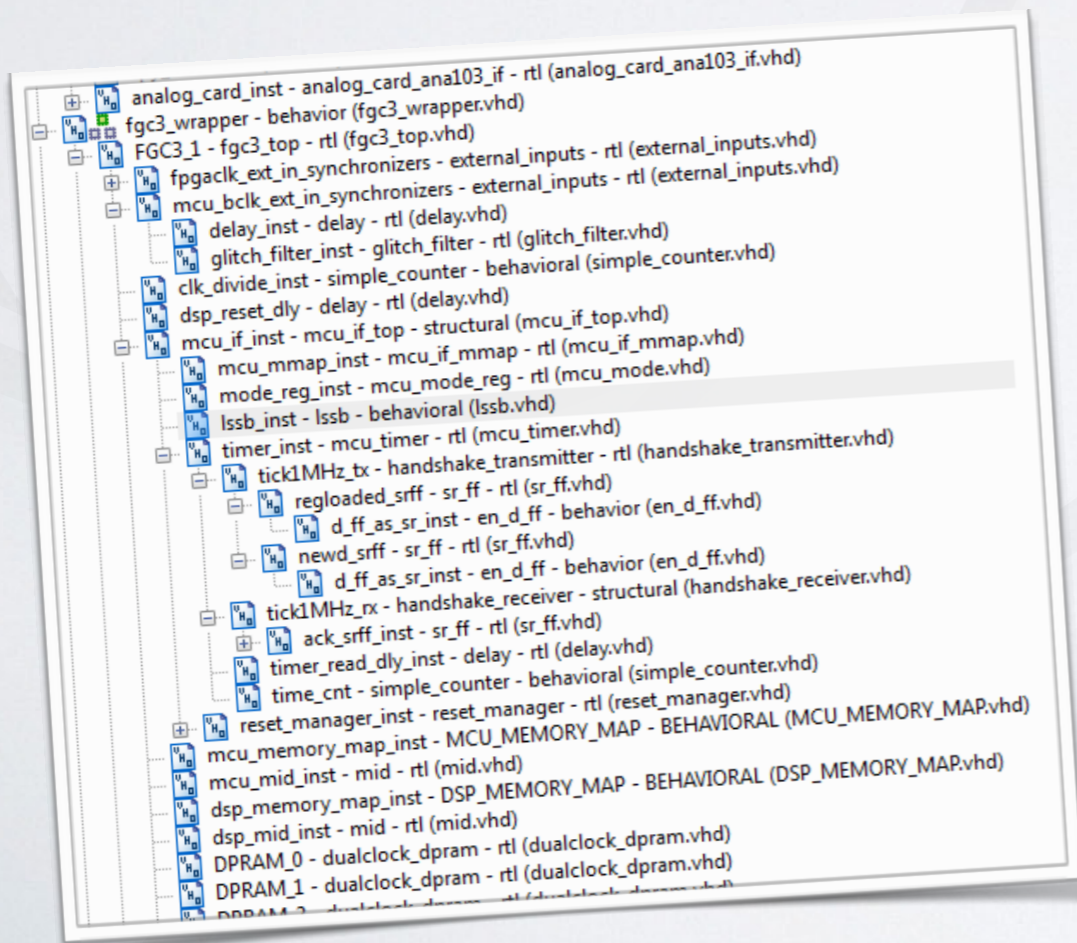 analog_card_inst - analog_card_ana103_if - rtl (analog_card_ana103_if.vhd)
fgc3_wrapper - behavior (fgc3_wrapper.vhd)
FGC3_1 - fgc3_top - rtl (fgc3_top.vhd)
fpgaclk_ext_in_synchronizers - external_inputs - rtl (external_inputs.vhd)
mcu_bclk_ext_in_synchronizers - external_inputs - rtl (external_inputs.vhd)
delay_inst - delay - rtl (delay.vhd)
glitch_filter_inst - glitch_filter - rtl (glitch_filter.vhd)
clk_divide_inst - simple_counter - behavioral (simple_counter.vhd)
dsp_reset_dly - delay - rtl (delay.vhd)
mcu_if_inst - mcu_if_top - structural (mcu_if_top.vhd)
mcu_mmap_inst - mcu_if_mmap - rtl (mcu_if_mmap.vhd)
mode_reg_inst - mcu_mode_reg - rtl (mcu_mode.vhd)
lssb_inst - lssb - behavioral (lssb.vhd)
timer_inst - mcu_timer - rtl (mcu_timer.vhd)
tick1MHz_tx - handshake_transmitter - rtl (handshake_transmitter.vhd)
regloaded_srff - sr_ff - rtl (sr_ff.vhd)
d_ff_as_sr_inst - en_d_ff - behavior (en_d_ff.vhd)
newd_srff - sr_ff - rtl (sr_ff.vhd)
d_ff_as_sr_inst - en_d_ff - behavior (en_d_ff.vhd)
tick1MHz_rx - handshake_receiver - structural (handshake_receiver.vhd)
ack_srff_inst - sr_ff - rtl (sr_ff.vhd)
timer_read_dly_inst - delay - rtl (delay.vhd)
time_cnt - simple_counter - behavioral (simple_counter.vhd)
reset_manager_inst - reset_manager - rtl (reset_manager.vhd)
mcu_memory_map_inst - MCU_MEMORY_MAP - BEHAVIORAL (MCU_MEMORY_MAP.vhd)
mcu_mid_inst - mid - rtl (mid.vhd)
dsp_memory_map_inst - DSP_MEMORY_MAP - BEHAVIORAL (DSP_MEMORY_MAP.vhd)
dsp_mid_inst - mid - rtl (mid.vhd)
DPRAM_0 - dualclock_dpram - rtl (dualclock_dpram.vhd)
DPRAM_1 - dualclock_dpram - rtl (dualclock_dpram.vhd)